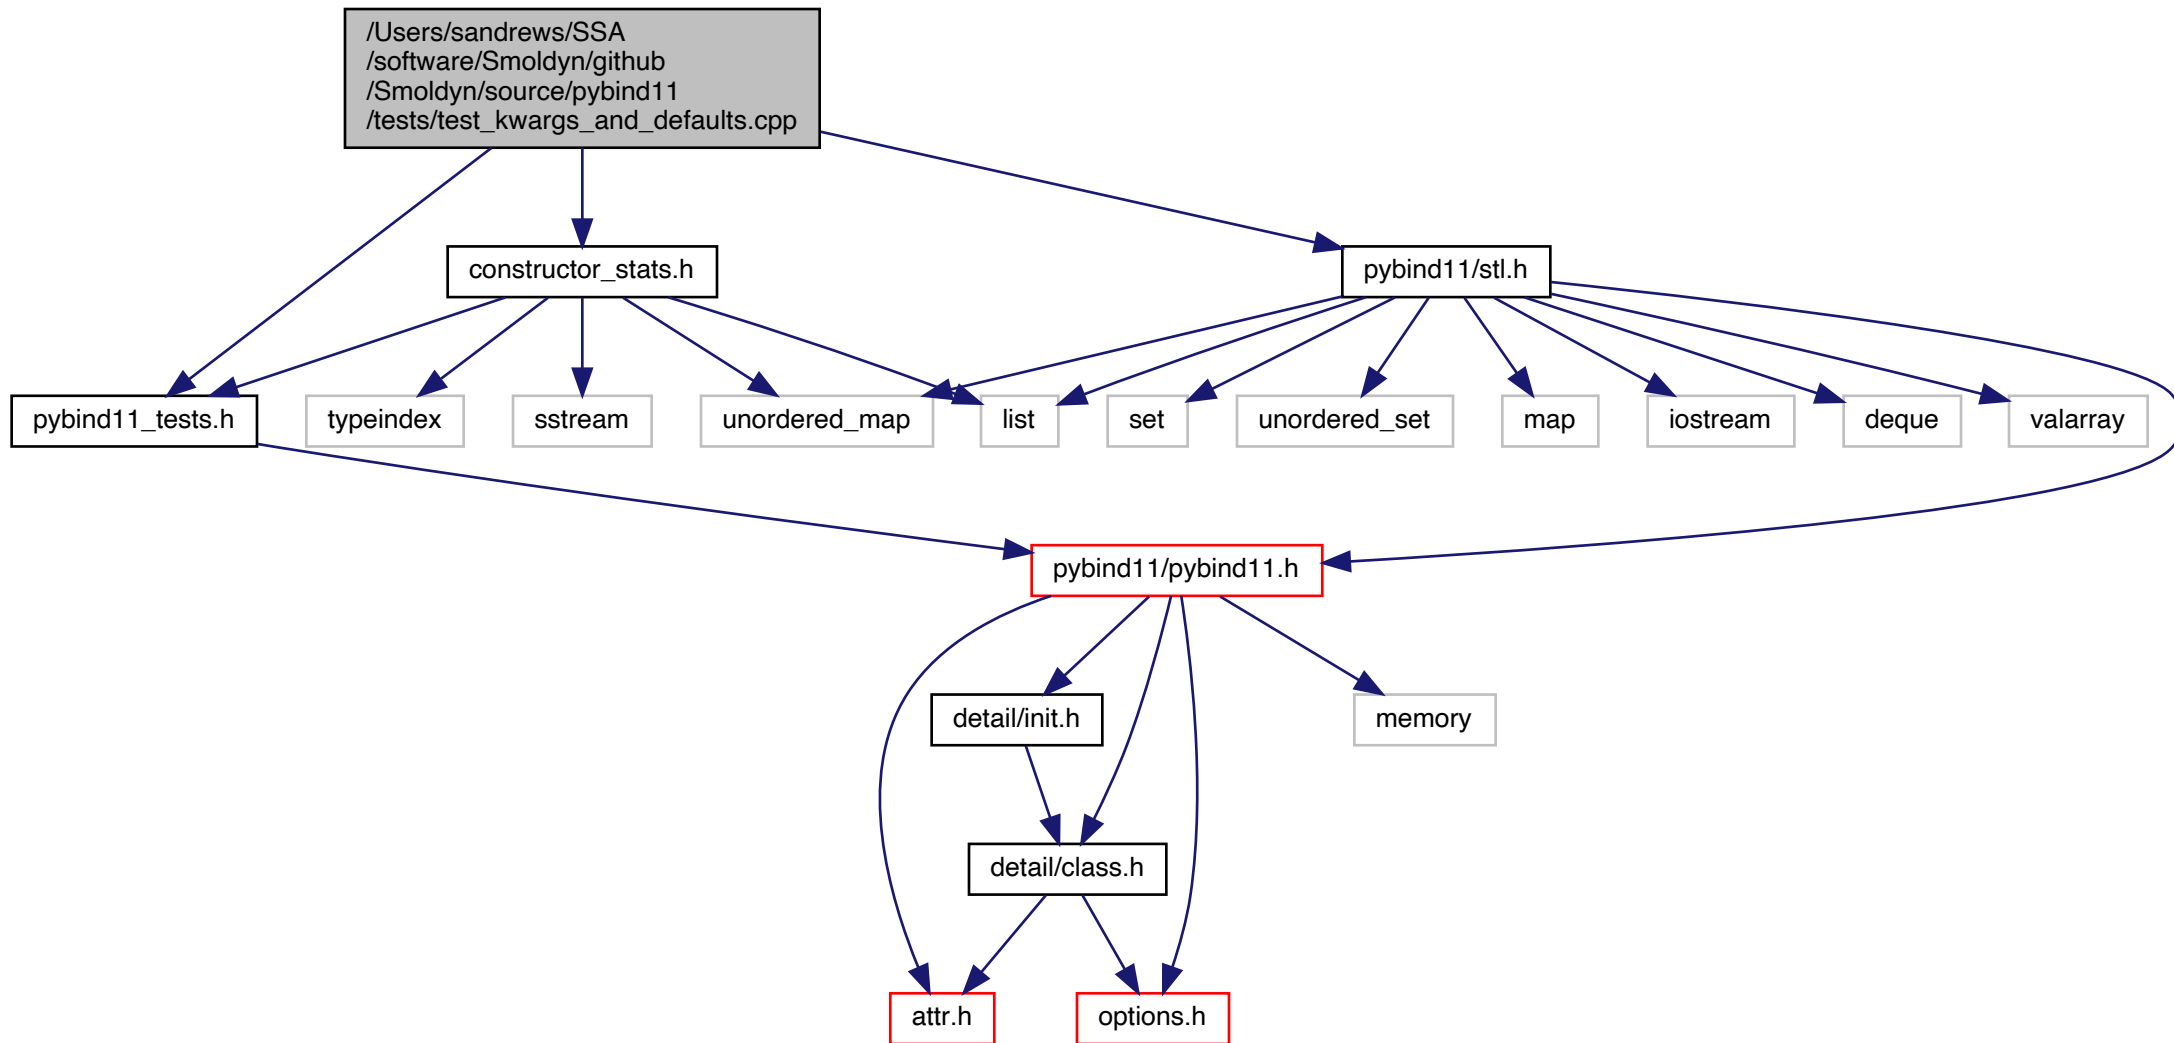 /Users/sandrews/SSA
/software/Smoldyn/github
/Smoldyn/source/pybind11
/tests/test_kwargs_and_defaults.cpp
constructor_stats.h
pybind11/stl.h
pybind11_tests.h
typeindex
sstream
unordered_map
list
set
unordered_set
map
iostream
deque
valarray
pybind11/pybind11.h
detail/init.h
memory
detail/class.h
attr.h
options.h